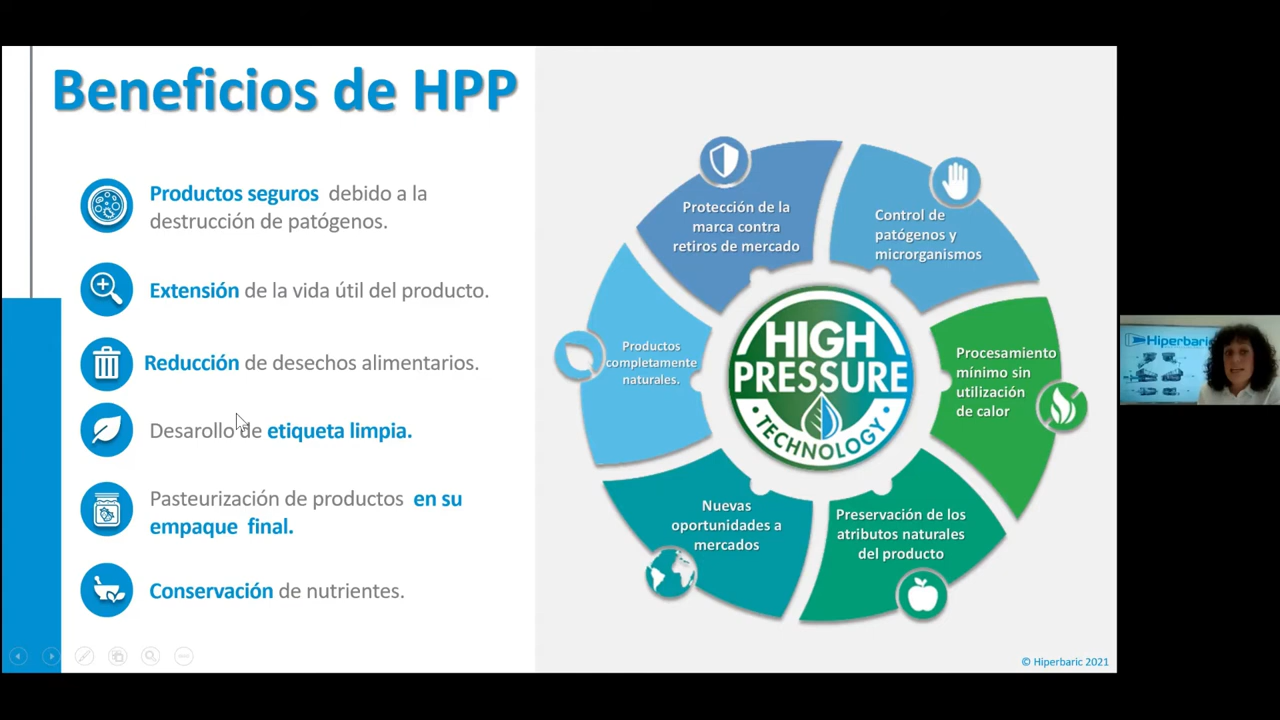 Beneficios de HPP
Productos seguros debido a la
destrucción de patógenos.
Extensión de la vida útil del producto.
Reducción de desechos alimentarios.
Desarollo de etiqueta limpia.
Pasteurización de productos en su
empaque final.
Conservación de nutrientes.
Protección de la
marca contra
retiros de mercado
Control de
patógenos y
microrganismos
Productos
completamente
naturales.
HIGH
PRESSURE
TECHNOLOGY
Procesamiento
mínimo sin
utilización
de calor
Nuevas
oportunidades a
mercados
Preservación de los
atributos naturales
del producto
Hiperbaric
© Hiperbaric 2021